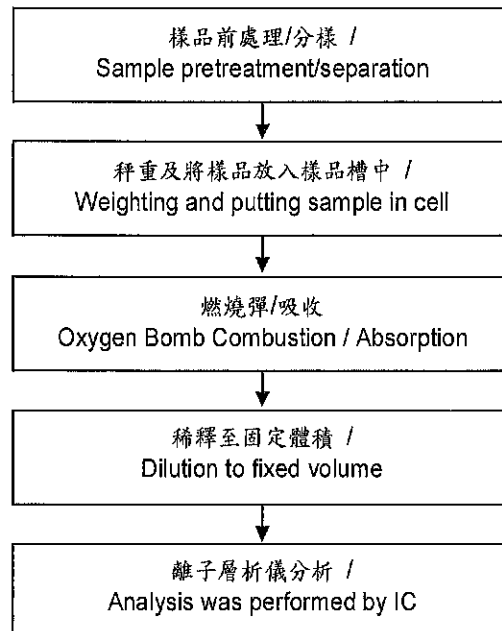 樣品前處理/分樣 /
Sample pretreatment/separation
秤重及將樣品放入樣品槽中 /
Weighting and putting sample in cell
燃燒彈/吸收
Oxygen Bomb Combustion / Absorption
稀釋至固定體積 /
Dilution to fixed volume
離子層析儀分析 /
Analysis was performed by IC